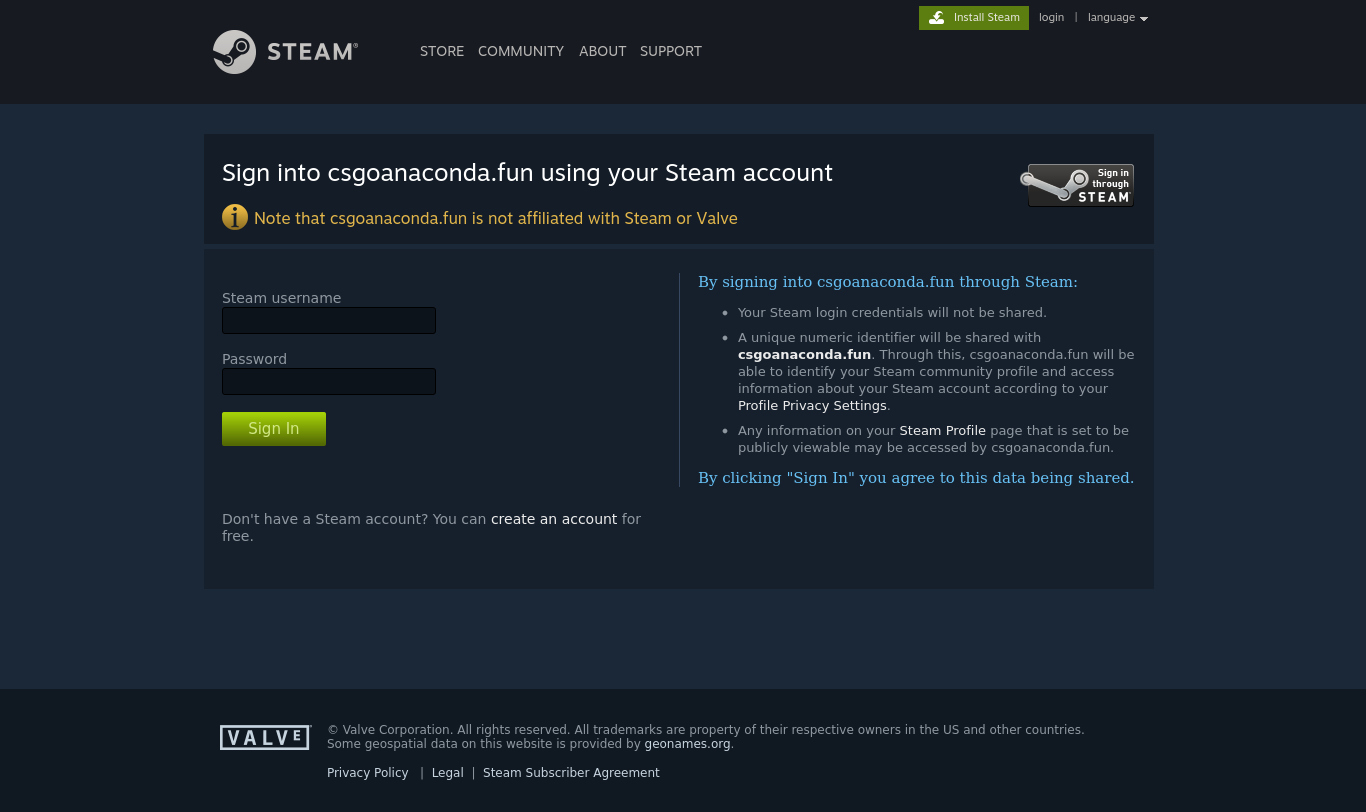 Install Steam login | language
STEAM®
STORE COMMUNITY ABOUT SUPPORT
Sign into csgoanaconda.fun using your Steam account
Note that csgoanaconda.fun is not affiliated with Steam or Valve
Sign in
through
STEAM
Steam username
Password
Sign In
Don't have a Steam account? You can create an account for
free.
By signing into csgoanaconda.fun through Steam:
• Your Steam login credentials will not be shared.
• A unique numeric identifier will be shared with
csgoanaconda.fun. Through this, csgoanaconda.fun will be
able to identify your Steam community profile and access
information about your Steam account according to your
Profile Privacy Settings.
• Any information on your Steam Profile page that is set to be
publicly viewable may be accessed by csgoanaconda.fun.
By clicking "Sign In" you agree to this data being shared.
VALVE
© Valve Corporation. All rights reserved. All trademarks are property of their respective owners in the US and other countries.
Some geospatial data on this website is provided by geonames.org.
Privacy Policy | Legal | Steam Subscriber Agreement